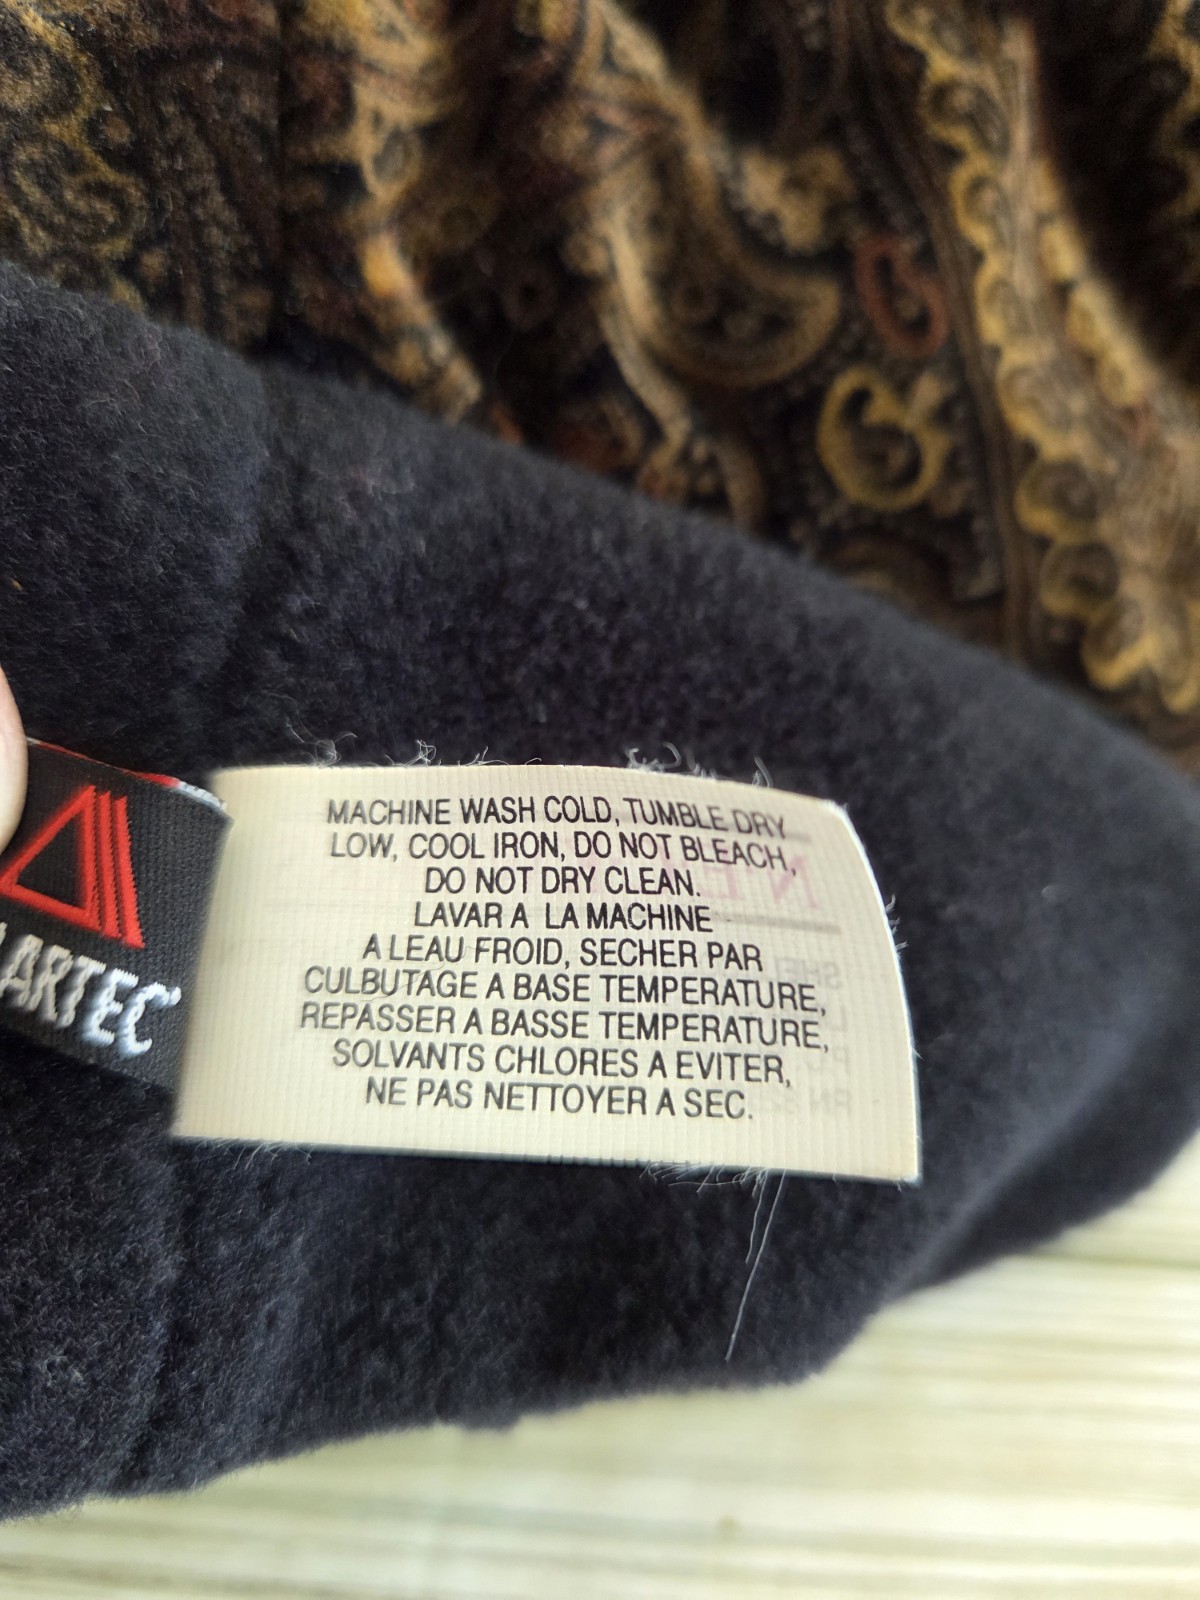 MACHINE WASH COLD, TUMBLE DRY
LOW, COOL IRON, DO NOT BLEACH,
DO NOT DRY CLEAN.
LAVAR A LA MACHINE
A LEAU FROID, SECHER PAR
CULBUTAGE A BASE TEMPERATURE,
REPASSER A BASSE TEMPERATURE,
SOLVANTS CHLORES A EVITER,
NE PAS NETTOYER A SEC.
ARTEC